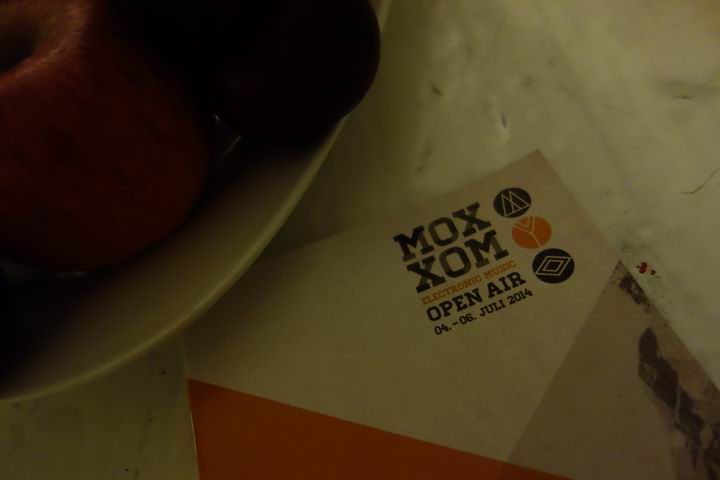 MOX
XOM
ELECTRONIC MUSIC
OPEN AIR
04.-06. JULI 2014